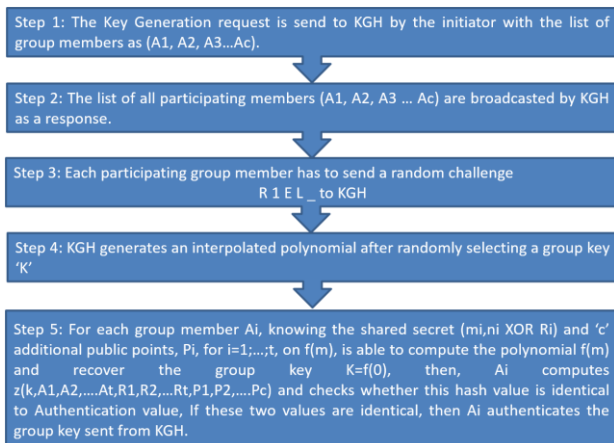 Step 1: The Key Generation request is send to KGH by the initiator with the list of
group members as (A1, A2, A3...Ac).
Step 2: The list of all participating members (A1, A2, A3 ... Ac) are broadcasted by KGH
as a response.
Step 3: Each participating group member has to send a random challenge
R 1 E L _ to KGH
Step 4: KGH generates an interpolated polynomial after randomly selecting a group key
‘K’
Step 5: For each group member Ai, knowing the shared secret (mi,ni XOR Ri) and ‘c’
additional public points, Pi, for i=1;...;t, on f(m), is able to compute the polynomial f(m)
and recover the group key K=f(0), then, Ai computes
z(k,A1,A2,....At,R1,R2,...Rt,P1,P2,....Pc) and checks whether this hash value is identical
to Authentication value, If these two values are identical, then Ai authenticates the
group key sent from KGH.